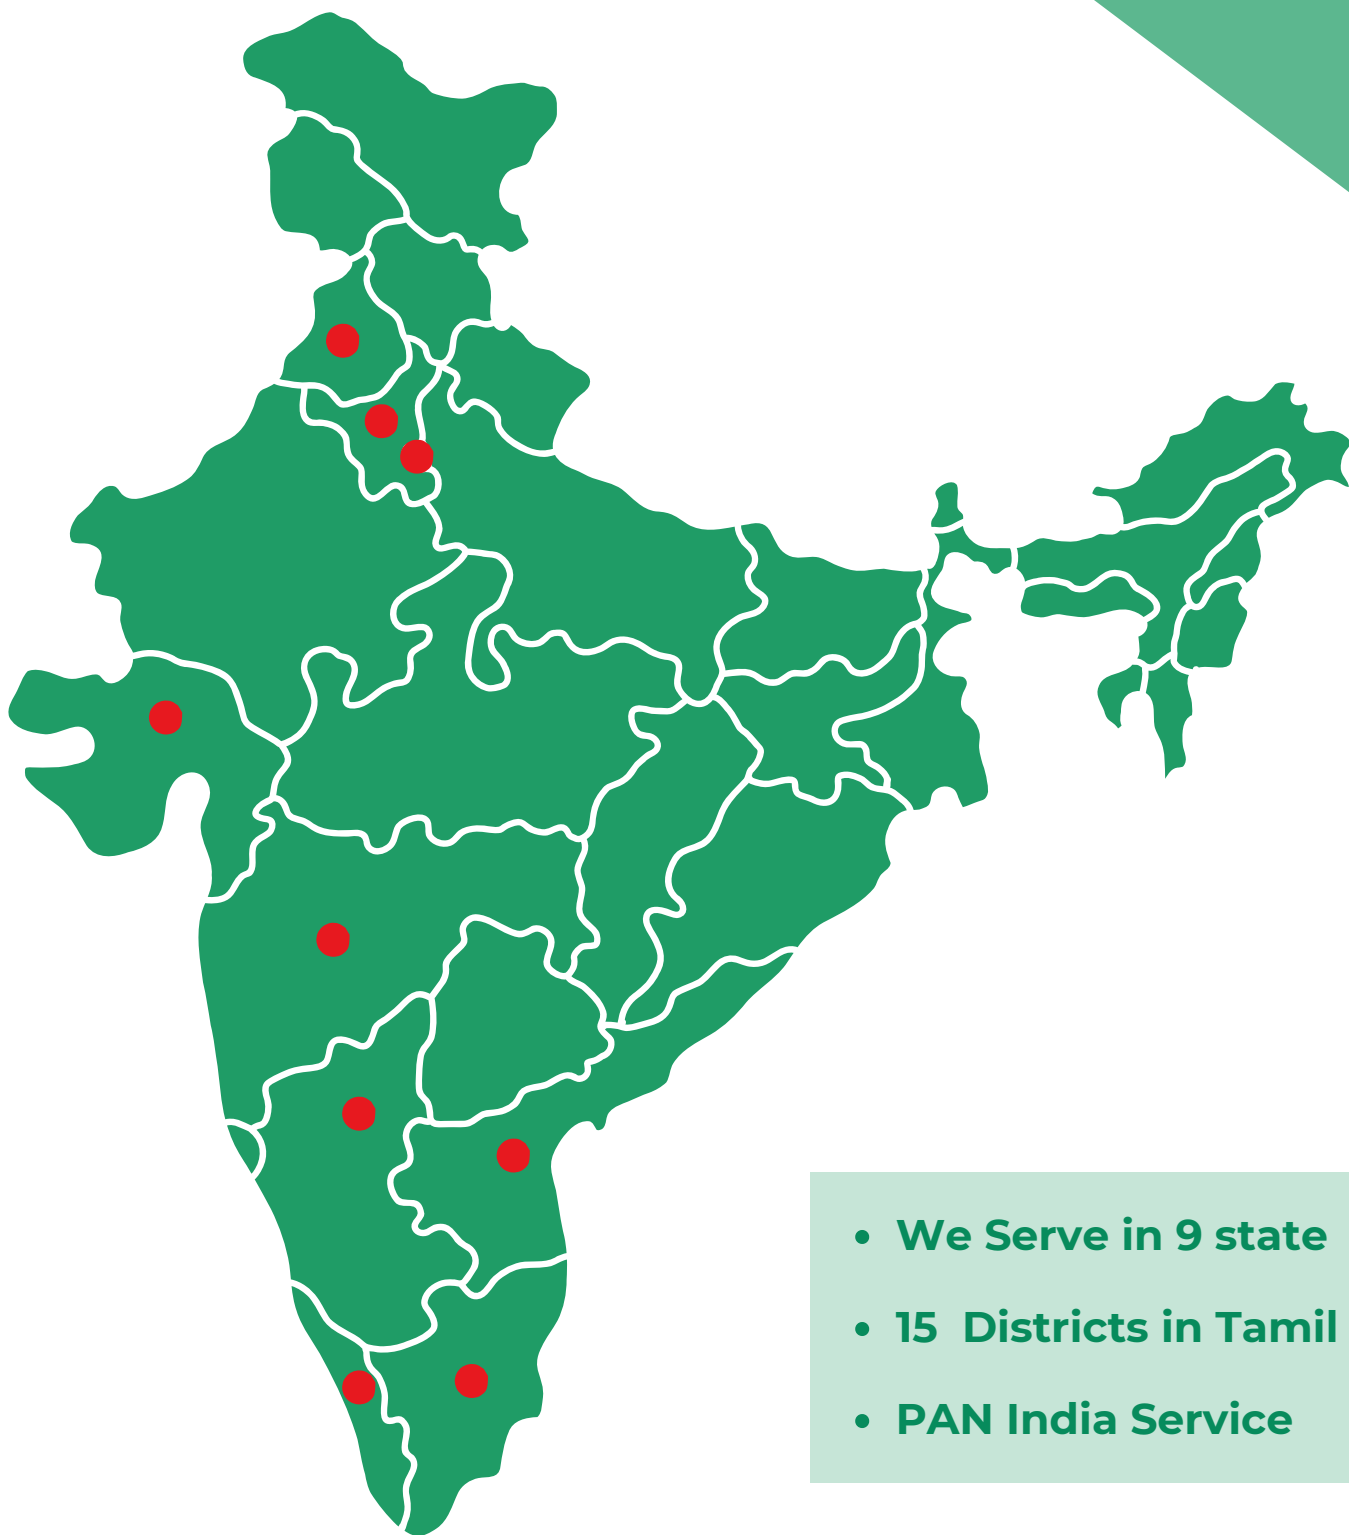 • We Serve in 9 state
• 15 Districts in Tamil
• PAN India Service